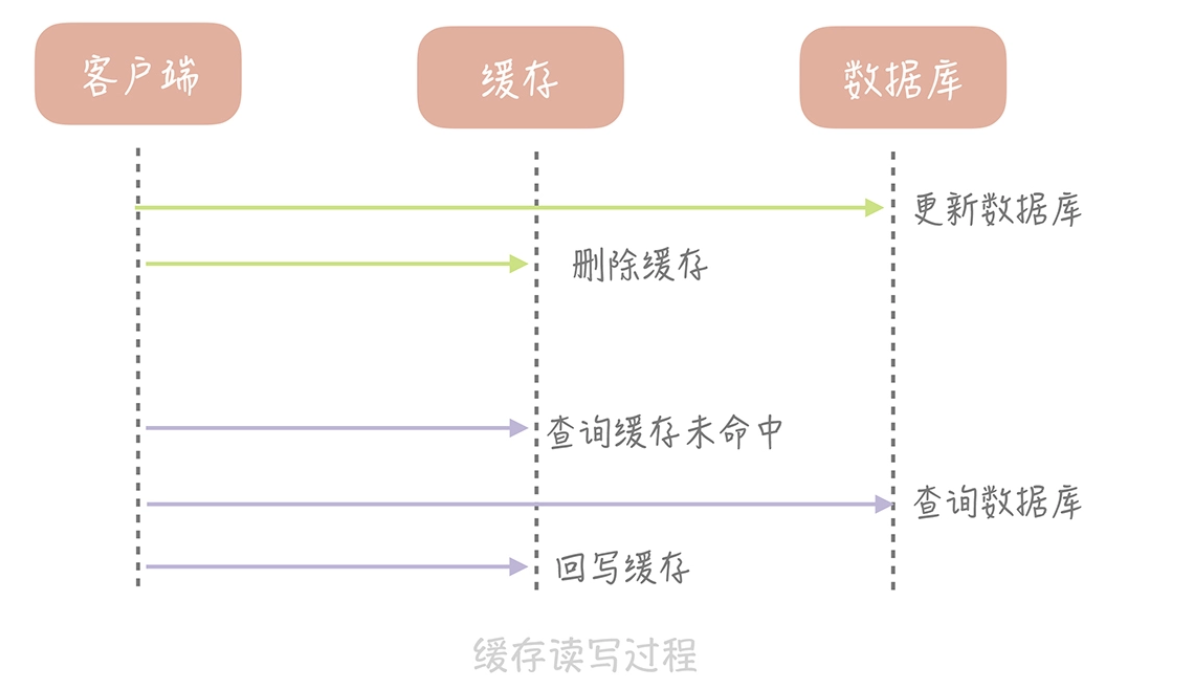 客户端
缓存
数据库
更新数据库
删除缓存
查询缓存未命中
查询数据库
回写缓存
缓存读写过程